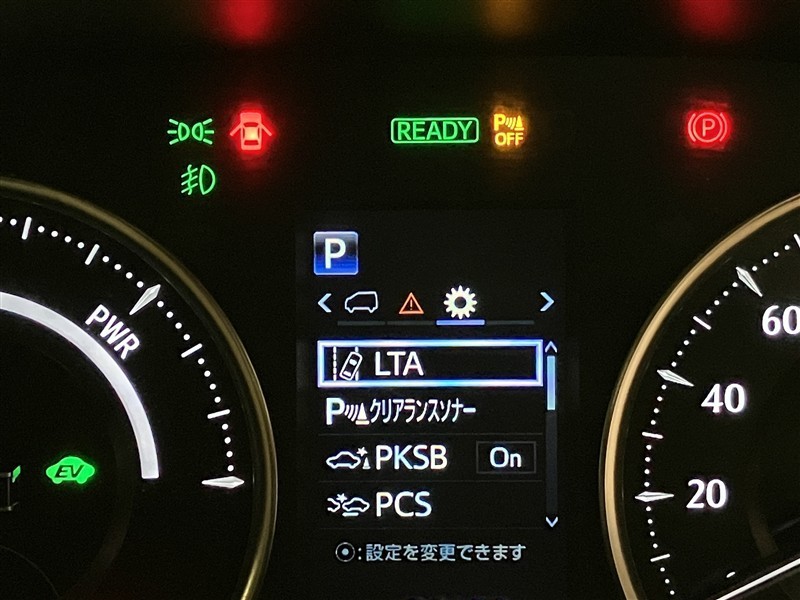 READY
P OFF
P
P
PWR
EV
LTA
Pクリアランスソナー
PKSB On
PCS
:設定を変更できます
60
40
20